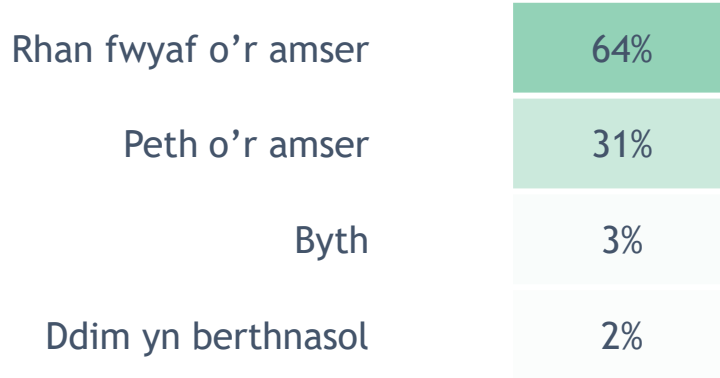 Rhan fwyaf o’r amser 64%
Peth o’r amser 31%
Byth 3%
Ddim yn berthnasol 2%